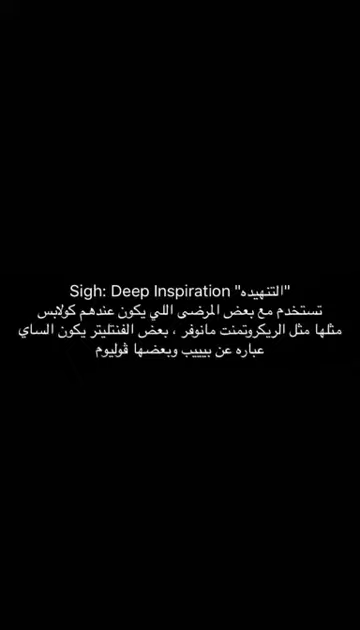 Sigh: Deep Inspiration "التنهيده"
تستخدم مع بعض المرضى اللي يكون عندهم كولابس
مثلها مثل الريكروتمنت مانوفر ، بعض الفنتليتر يكون الساي
عباره عن بيييب وبعضها ڤوليوم